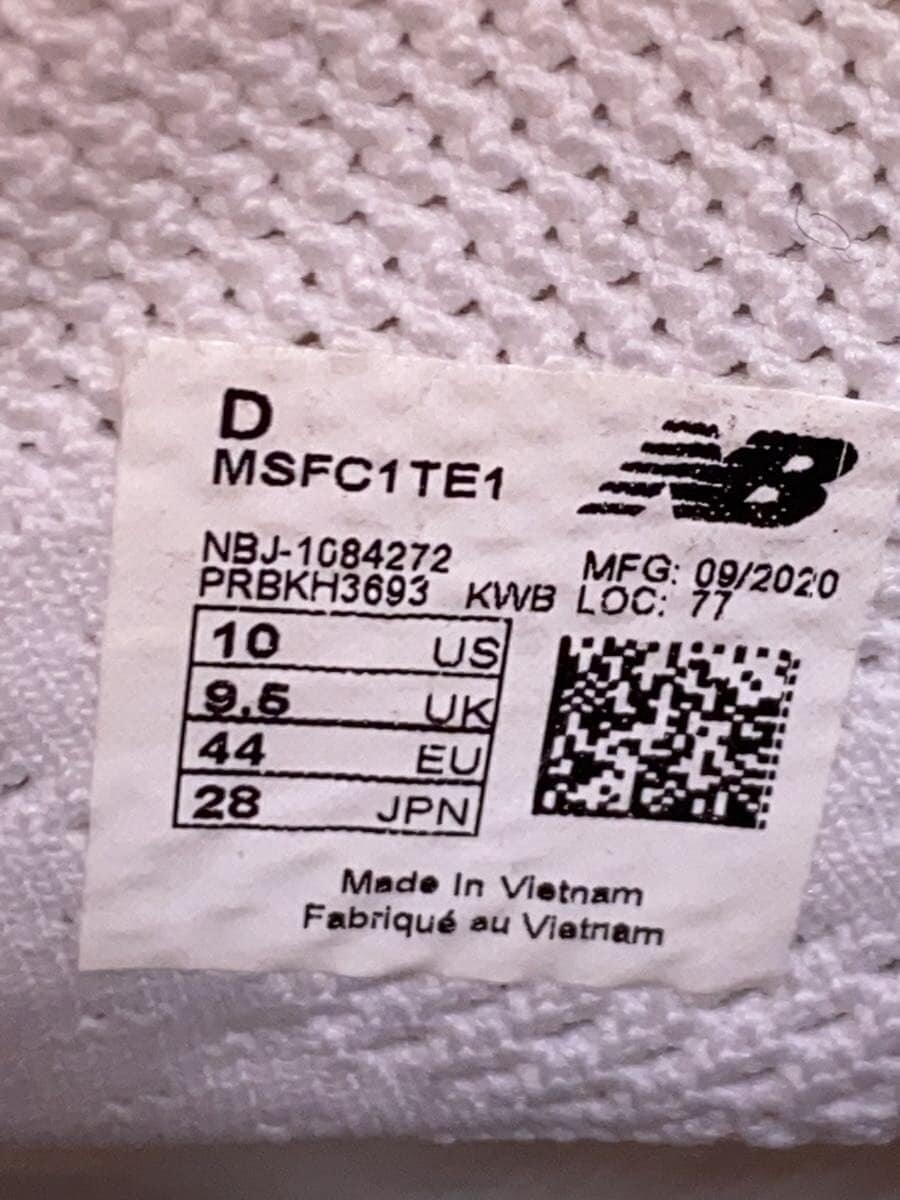 D
MSFC1TE1
NB
NBJ-1084272
PRBKH3693 KWB
MFG: 09/2020
LOC: 77
10 US
9.5 UK
44 EU
28 JPN
Made In Vietnam
Fabriqué au Vietnam